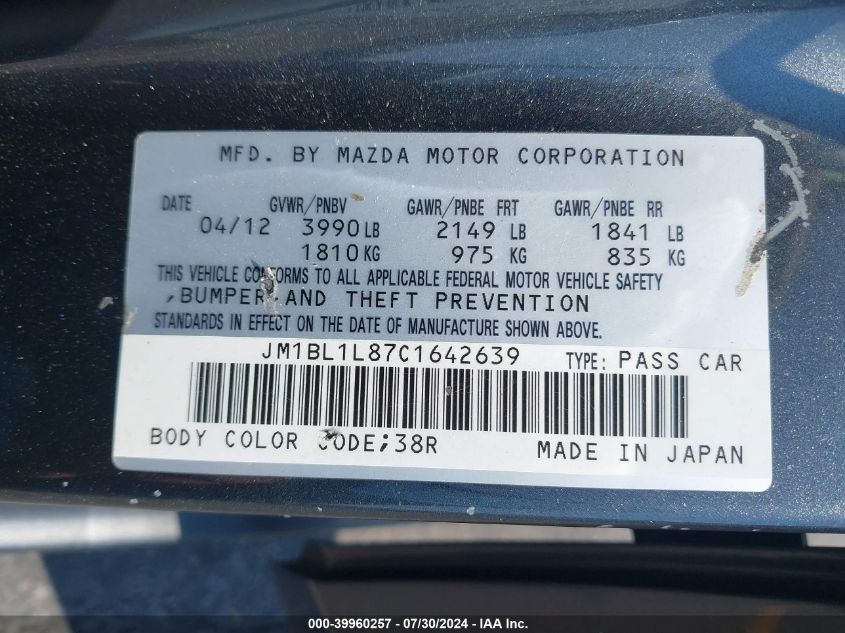 MFD. BY MAZDA MOTOR CORPORATION
DATE GVWR/PNBV GAWR/PNBE FRT GAWR/PNBE RR
04/12 3990 LB 2149 LB 1841 LB
1810 KG 975 KG 835 KG
THIS VEHICLE CONFORMS TO ALL APPLICABLE FEDERAL MOTOR VEHICLE SAFETY
,BUMPER AND THEFT PREVENTION
STANDARDS IN EFFECT ON THE DATE OF MANUFACTURE SHOWN ABOVE.
JM1BL1L87C1642639 TYPE: PASS CAR
BODY COLOR CODE;38R MADE IN JAPAN
000-39960257 - 07/30/2024 - IAAI Inc.